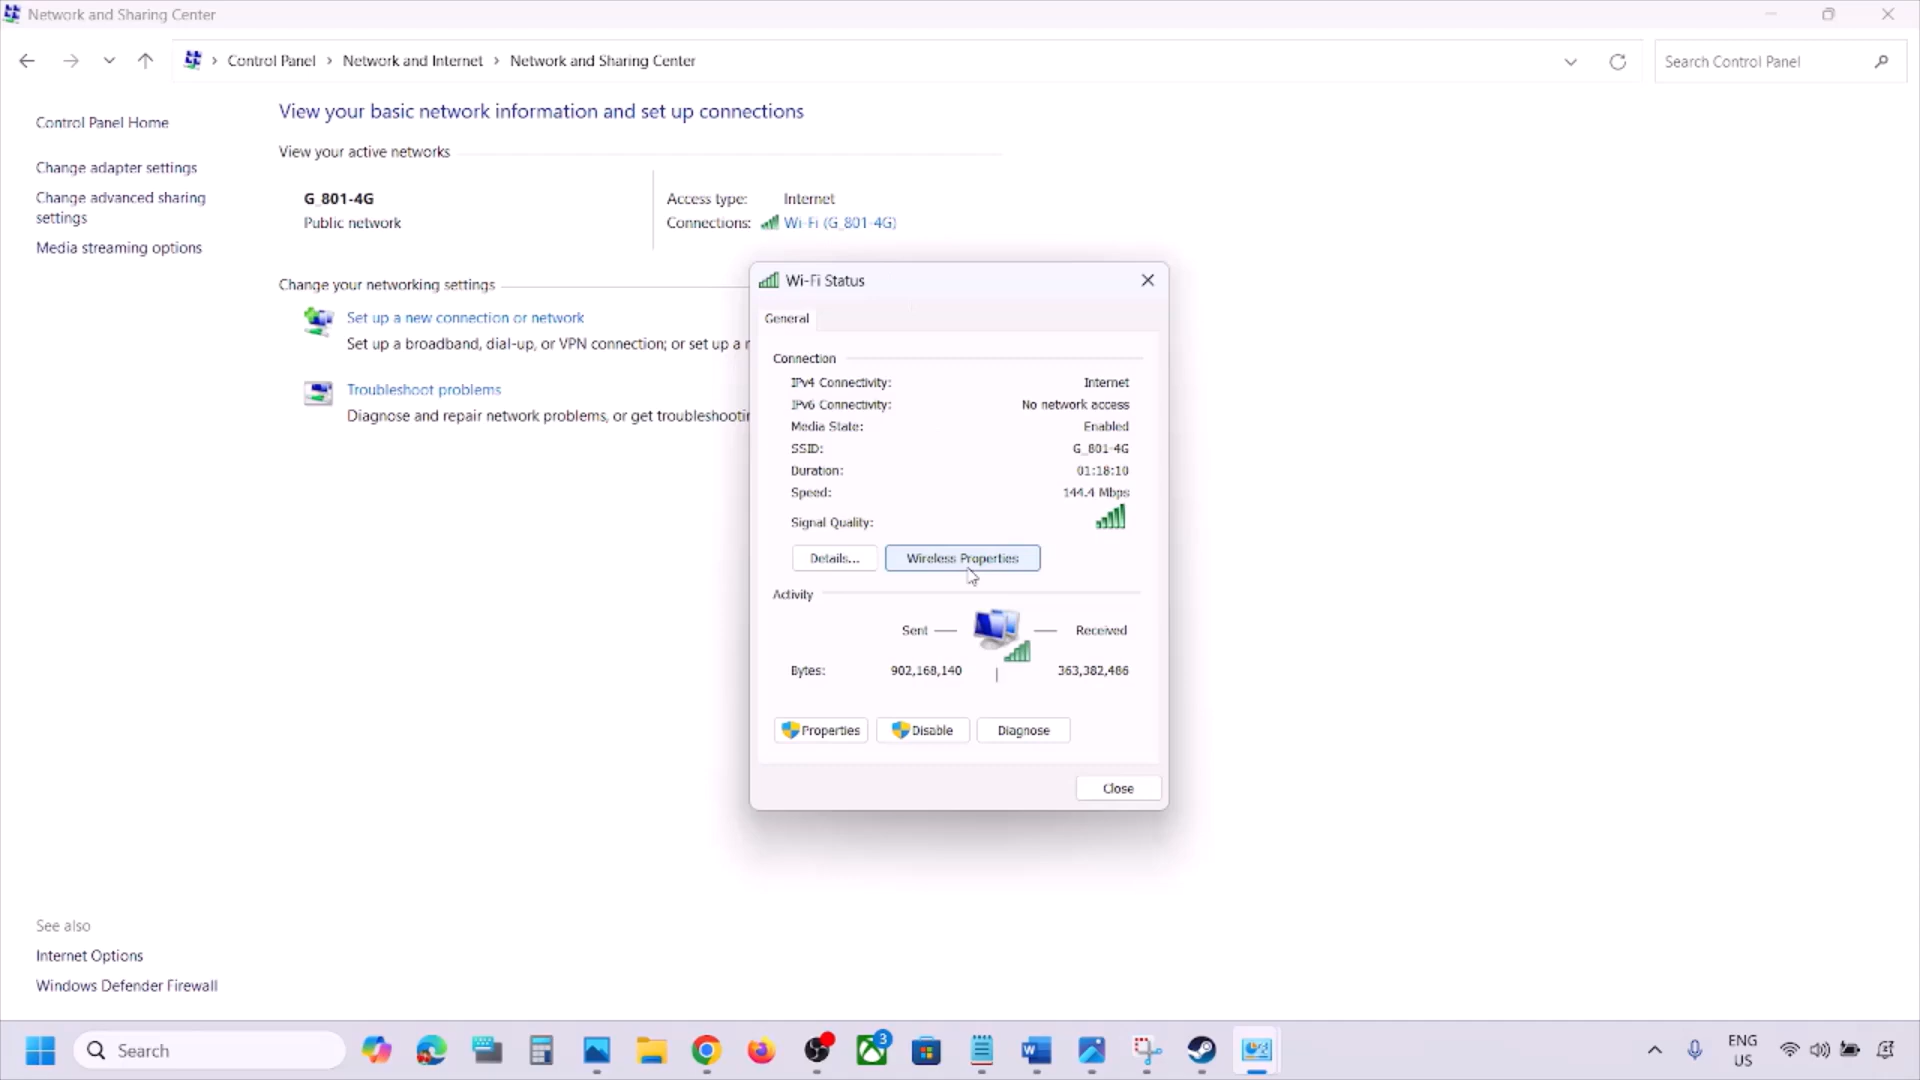 Network and Sharing Center
Control Panel > Network and Internet > Network and Sharing Center
Search Control Panel
Control Panel Home
Change adapter settings
Change advanced sharing
settings
Media streaming options
View your basic network information and set up connections
View your active networks
G_801-4G
Public network
Access type: Internet
Connections: Wi-Fi (G_801-4G)
Change your networking settings
Set up a new connection or network
Set up a broadband, dial-up, or VPN connection; or set up a r
Troubleshoot problems
Diagnose and repair network problems, or get troubleshootin
Wi-Fi Status
General
Connection
IPv4 Connectivity: Internet
IPv6 Connectivity: No network access
Media State: Enabled
SSID: G_801-4G
Duration: 01:18:10
Speed: 144.4 Mbps
Signal Quality:
Details... Wireless Properties
Activity
Sent Received
Bytes: 902,168,140 363,382,486
Properties Disable Diagnose
Close
See also
Internet Options
Windows Defender Firewall
Search
3
ENG
US